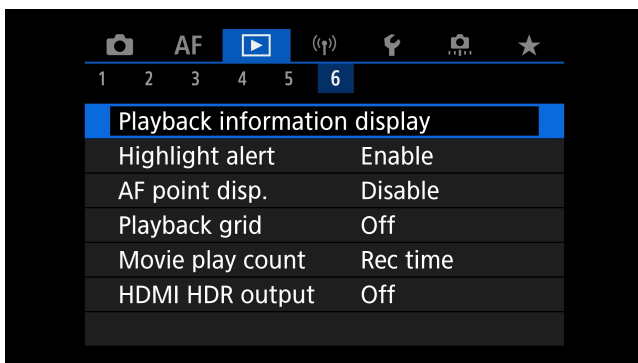 AF
1 2 3 4 5 6
Playback information display
Highlight alert Enable
AF point disp. Disable
Playback grid Off
Movie play count Rec time
HDMI HDR output Off